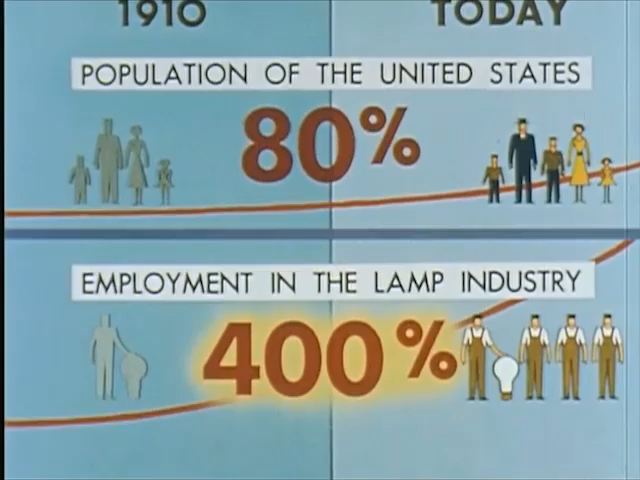 1910 TODAY
POPULATION OF THE UNITED STATES
80%
EMPLOYMENT IN THE LAMP INDUSTRY
400%